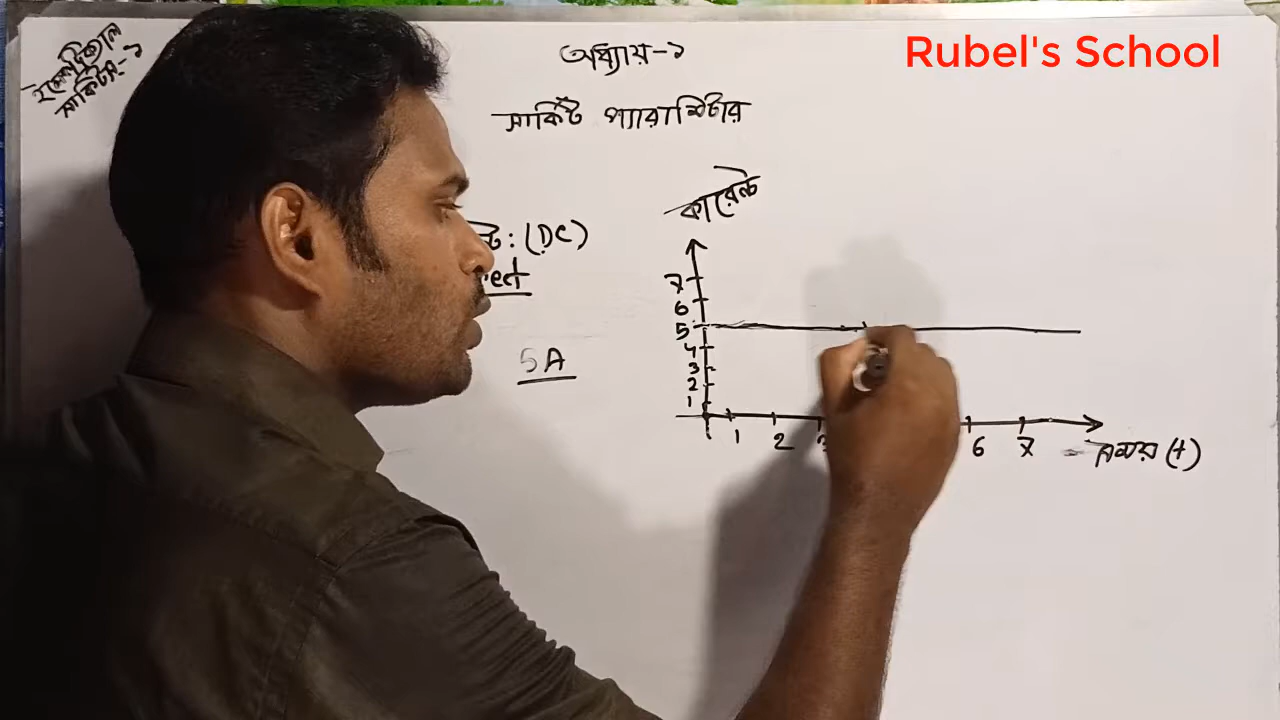 ইলেকট্রিক্যাল
সার্কিটস-১
অধ্যায়-১
Rubel's School
সার্কিট প্যারামিটার
কারেন্ট
(DC)
5A
7
6
5
4
3
2
1
1 2 6 7
সময় (t)